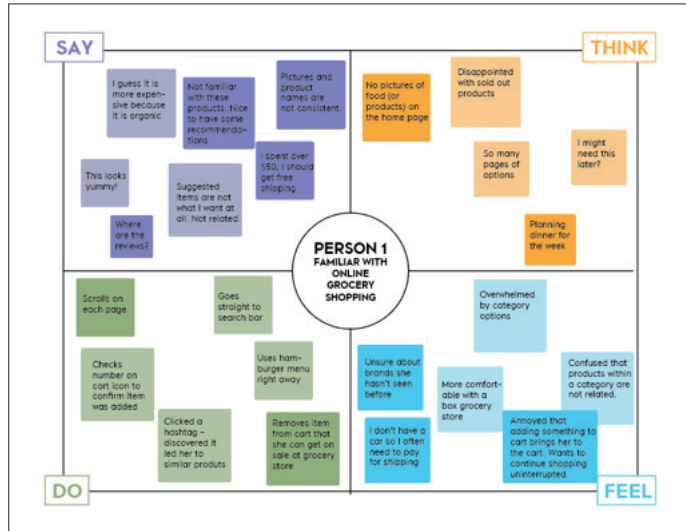 SAY
THINK
I guess it is
more expen-
sive because
it is organic
Not familiar
with these
products. Nice
to have some
recommenda-
tions
Pictures and
product
names are
not consistent.
This looks
yummy!
Suggested
items are not
what I want at
all. Not related.
I spent over
$50, I should
get free
shipping
Where
are the
reviews?
No pictures of
food (or
products) on
the home page
Disappointed
with sold out
products
So many
pages of
options
I might
need this
later?
Planning
dinner for
the week
PERSON 1
FAMILIAR WITH
ONLINE
GROCERY
SHOPPING
Scrolls on
each page
Goes
straight to
search bar
Checks
number on
cart icon to
confirm item
was added
Uses ham-
burger menu
right away
Clicked a
hashtag -
discovered it
led her to
similar produts
Removes item
from cart that
she can get on
sale at grocery
store
Overwhelmed
by category
options
Unsure about
brands she
hasn't seen
before
More comfort-
able with a
box grocery
store
Confused that
products within
a category are
not related.
I don't have a
car so I often
need to pay
for shipping
Annoyed that
adding something to
cart brings her to
the cart. Wants to
continue shopping
uninterrupted
DO
FEEL